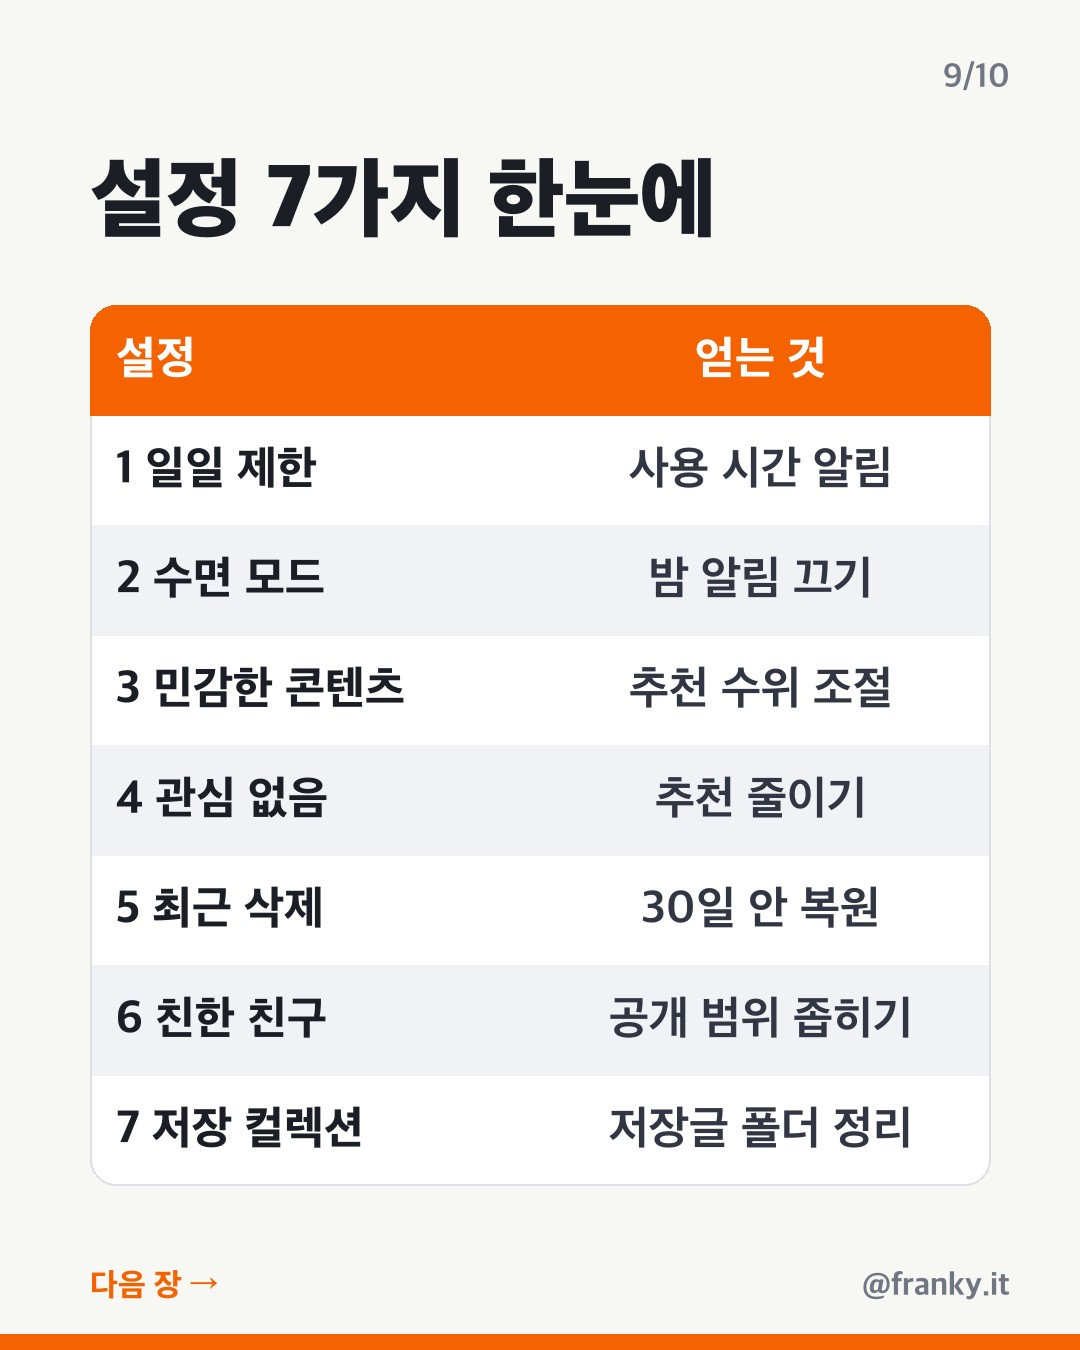 9/10
설정 7가지 한눈에
설정 얻는 것
1 일일 제한 사용 시간 알림
2 수면 모드 밤 알림 끄기
3 민감한 콘텐츠 추천 수위 조절
4 관심 없음 추천 줄이기
5 최근 삭제 30일 안 복원
6 친한 친구 공개 범위 좁히기
7 저장 컬렉션 저장글 폴더 정리
다음 장 →
@franky.it